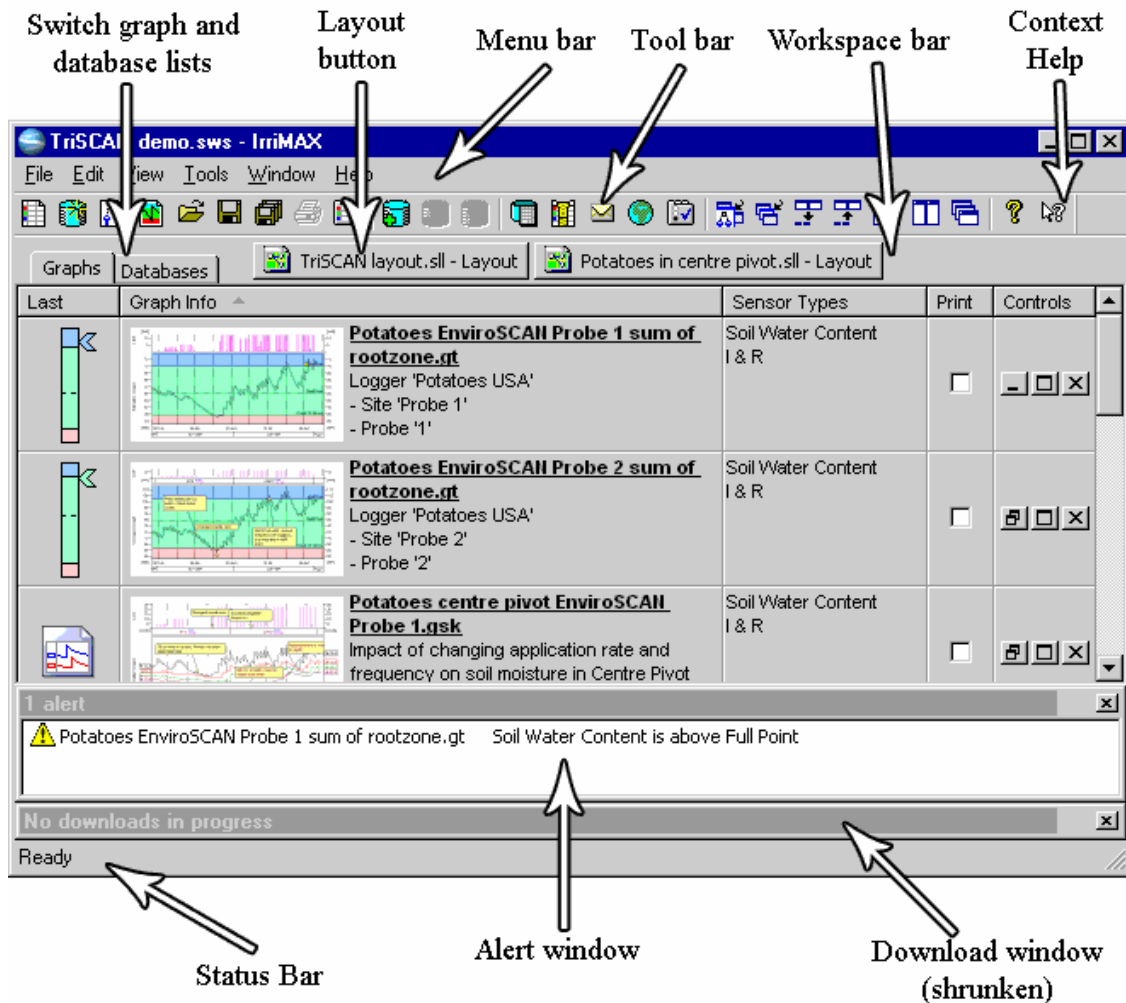 Switch graph and
database lists
Layout
button
Menu bar
Tool bar
Workspace bar
Context
Help
demo.sws - IrriMAX
File Edit View Tools Window Help
Graphs
Databases
TriSCAN layout.sll - Layout
Potatoes in centre pivot.sll - Layout
Last
Graph Info
Sensor Types
Print
Controls
Potatoes EnviroSCAN Probe 1 sum of
rootzone.gt
Logger 'Potatoes USA'
- Site 'Probe 1'
- Probe '1'
Soil Water Content
I & R
Potatoes EnviroSCAN Probe 2 sum of
rootzone.gt
Logger 'Potatoes USA'
- Site 'Probe 2'
- Probe '2'
Soil Water Content
I & R
Potatoes centre pivot EnviroSCAN
Probe 1.gsk
Impact of changing application rate and
frequency on soil moisture in Centre Pivot
Soil Water Content
I & R
1 alert
Potatoes EnviroSCAN Probe 1 sum of rootzone.gt Soil Water Content is above Full Point
No downloads in progress
Ready
Status Bar
Alert window
Download window
(shrunken)